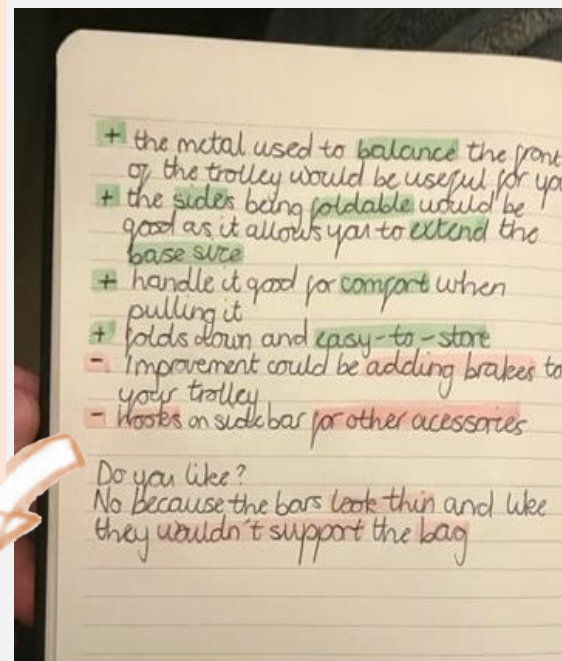 + the metal used to balance the front
of the trolley would be useful for you
+ the sides being foldable would be
good as it allows you to extend the
base size
+ handle it good for comfort when
pulling it
+ folds down and easy-to-store
- Improvement could be adding brakes to
your trolley
- Hooks on side bar for other acessories
Do you like?
No because the bars look thin and like
they wouldn't support the bag